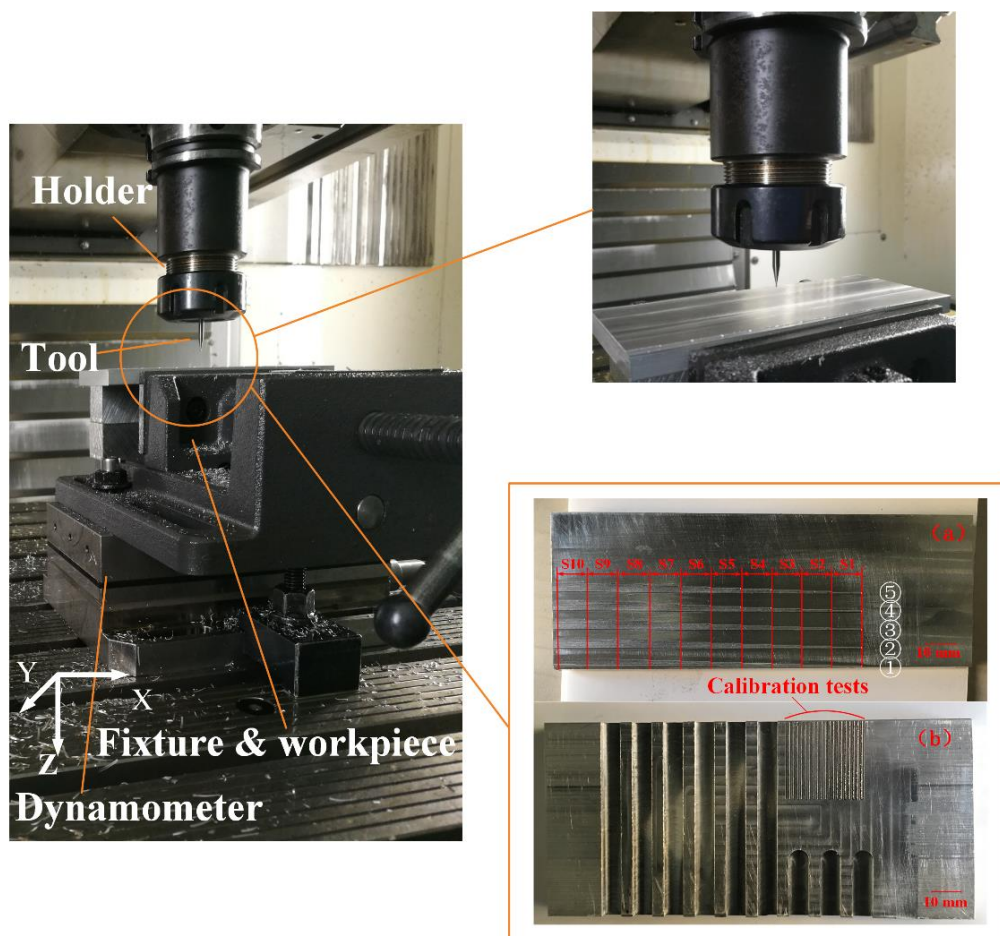 Holder
Tool
Y
X
Z
Fixture & workpiece
Dynamometer
(a)
S10 S9 S8 S7 S6 S5 S4 S3 S2 S1
⑤
④
③
②
①
10 mm
Calibration tests
(b)
10 mm